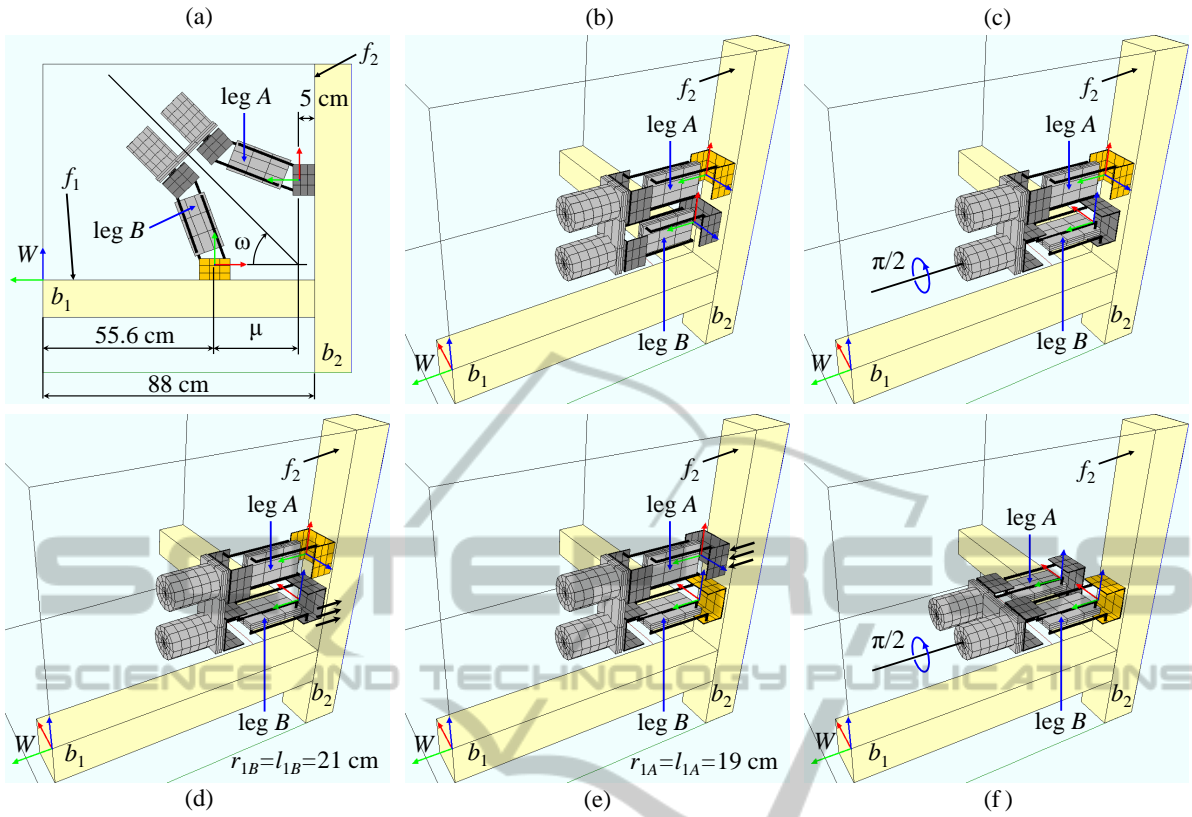 (a)
(b)
(c)
f2
5 cm
leg A
f1
leg B
ω
W
b1
55.6 cm
μ
b2
88 cm
f2
leg A
leg B
W
b1
b2
f2
leg A
π/2
leg B
W
b1
b2
f2
leg A
leg B
W
b1
b2
r1B=l1B=21 cm
f2
leg A
leg B
W
b1
b2
r1A=l1A=19 cm
f2
leg A
π/2
leg B
W
b1
b2
SCITEPRESS
SCIENCE AND TECHNOLOGY PUBLICATIONS
(d)
(e)
(f)